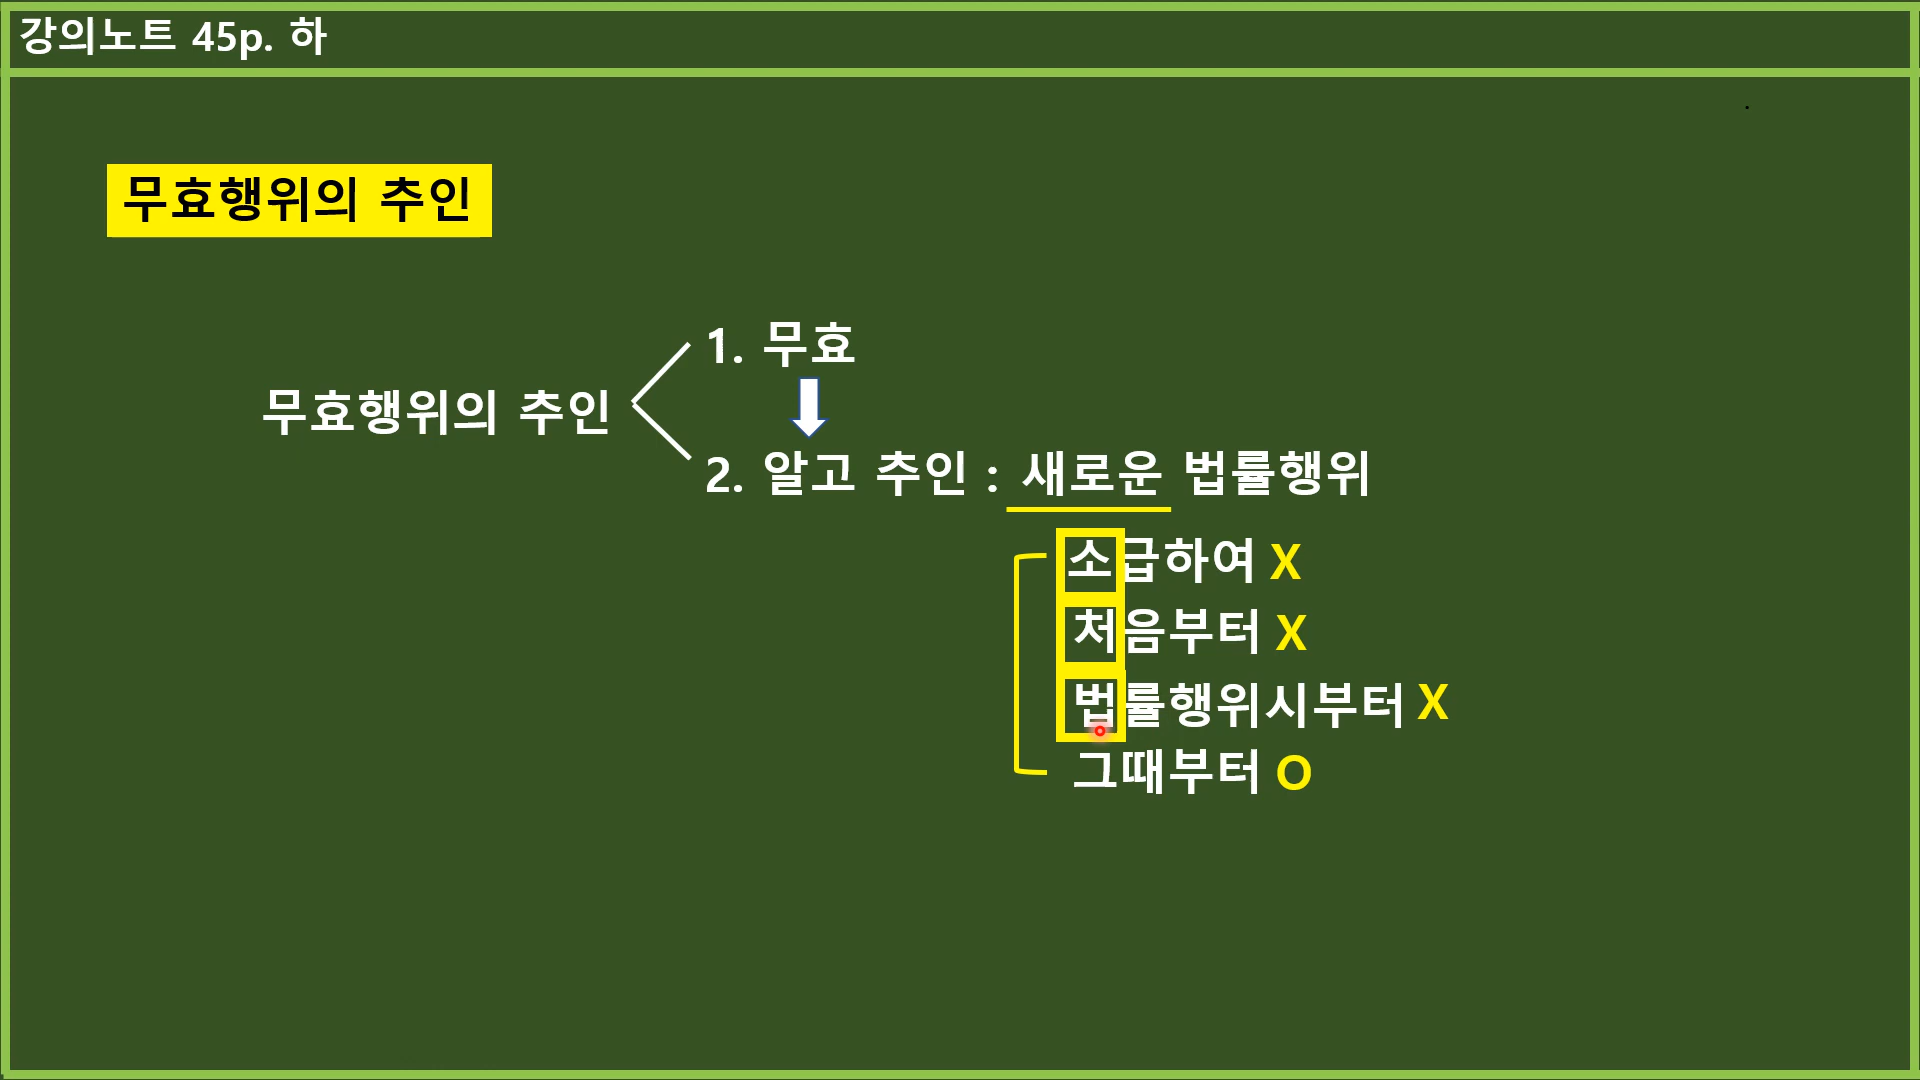 강의노트 45p. 하
무효행위의 추인
1. 무효
무효행위의 추인
2. 알고 추인 : 새로운 법률행위
소급하여 X
처음부터 X
법률행위시부터 X
그때부터 O